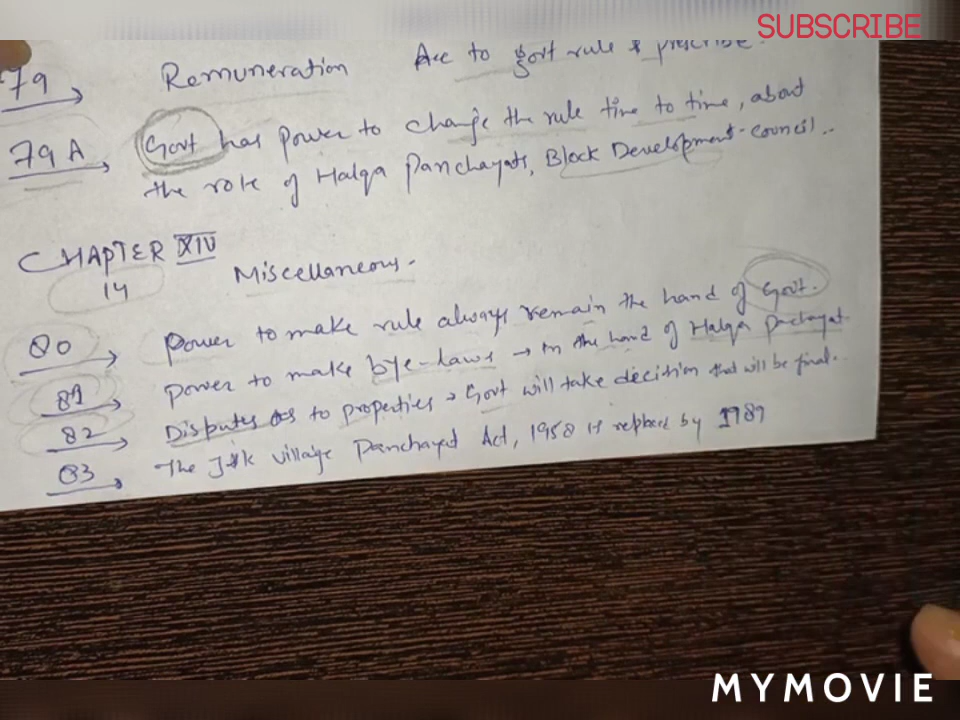 SUBSCRIBE
79 Remuneration Acc to govt rule & prescribe.
79 A Govt has power to change the rule time to time, about
the role of Halqa Panchayats, Block Development Council..
CHAPTER XIV
14 Miscellaneous.
80 Power to make rule always remain the hand of Govt.
81 Power to make bye-laws → in the hand of Halqa pachayat
82 Disputes as to properties → Govt will take decision that will be final.
83 The J&k village Panchayat Act, 1958 is replaced by 1989
MYMOVIE